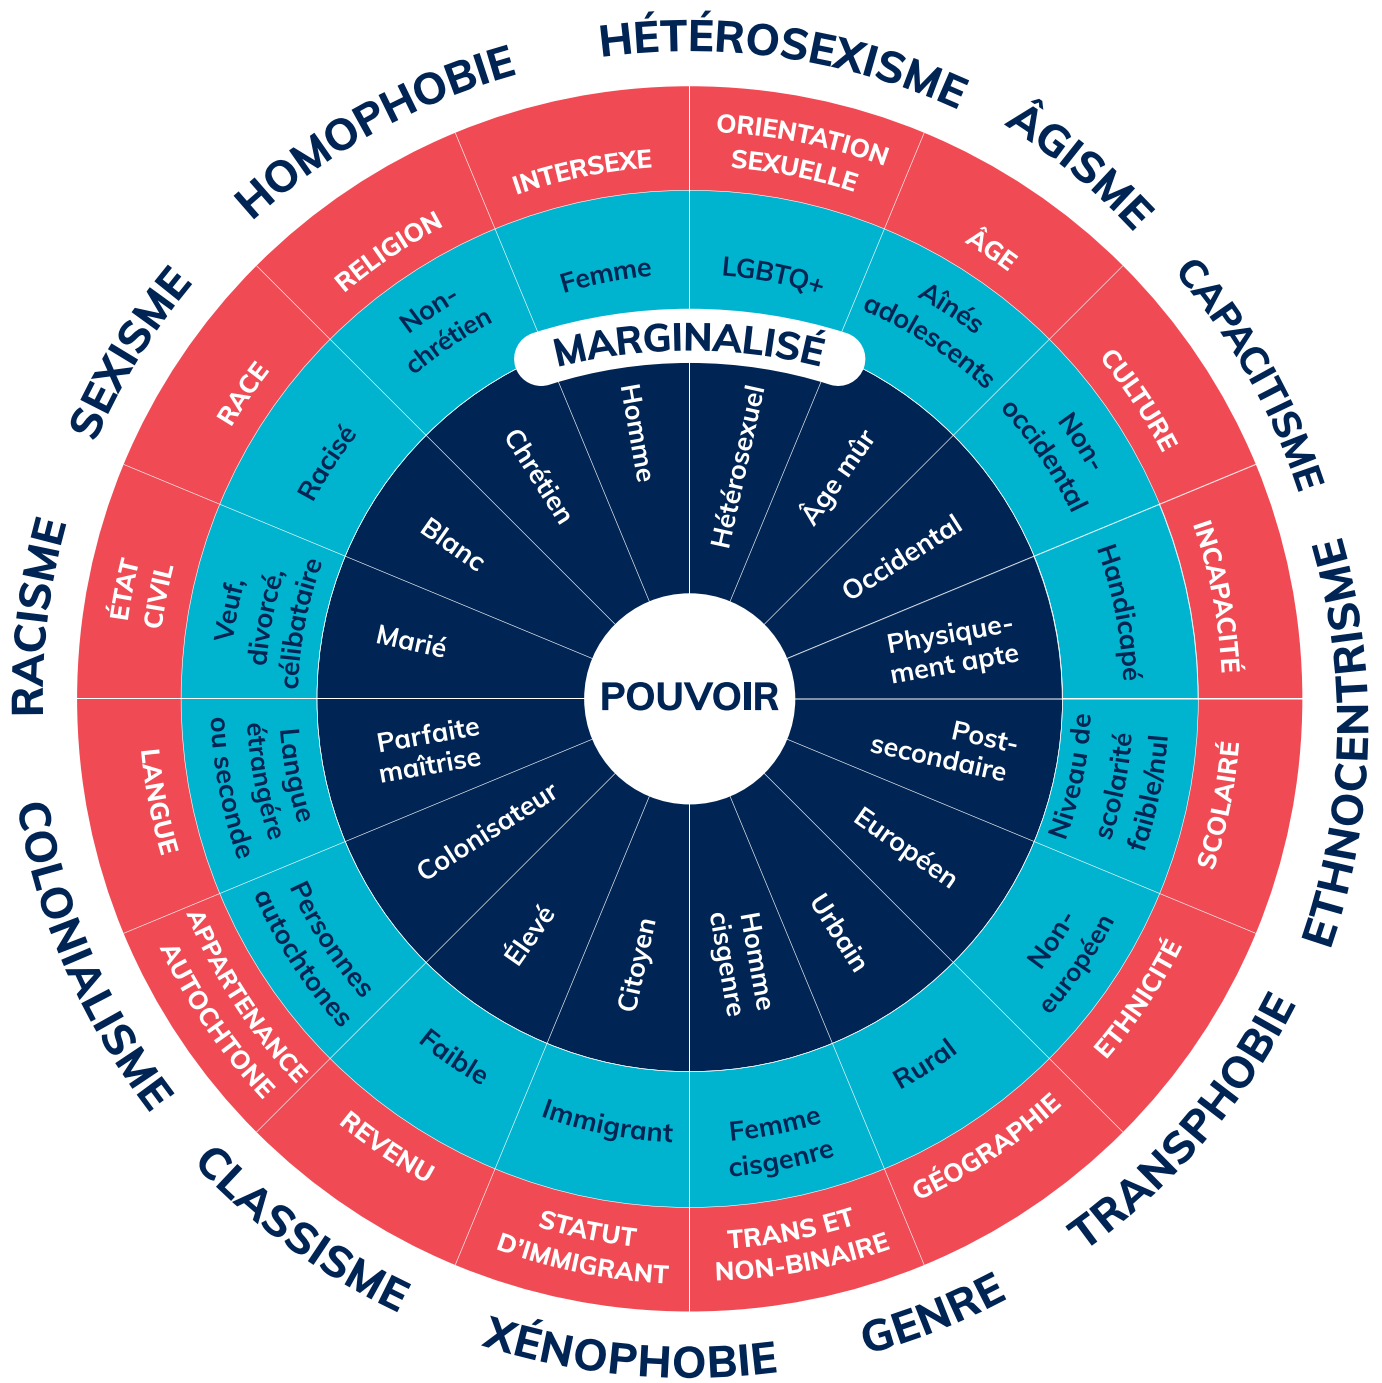 HÉTÉROSEXISME
ÂGISME
CAPACITISME
ETHNOCENTRISME
TRANSPHOBIE
GENRE
XÉNOPHOBIE
CLASSISME
COLONIALISME
RACISME
SEXISME
HOMOPHOBIE
ORIENTATION
SEXUELLE
ÂGE
CULTURE
INCAPACITÉ
SCOLAIRÉ
ETHNICITÉ
GÉOGRAPHIE
TRANS ET
NON-BINAIRE
STATUT
D'IMMIGRANT
REVENU
APPARTENANCE
AUTOCHTONE
LANGUE
ÉTAT
CIVIL
RACE
RELIGION
INTERSEXE
LGBTQ+
Aînés
adolescents
Non-
occidental
Handicapé
Niveau de
scolarité
faible/nul
Non-
européen
Rural
Femme
cisgenre
Immigrant
Faible
Personnes
autochtones
Langue
étrangére
ou seconde
Veuf,
divorcé,
célibataire
Racisé
Non-
chrétien
Femme
MARGINALISÉ
Hétérosexuel
Âge mûr
Occidental
Physique-
ment apte
Post-
secondaire
Européen
Urbain
Homme
cisgenre
Citoyen
Élevé
Colonisateur
Parfaite
maîtrise
Marié
Blanc
Chrétien
Homme
POUVOIR